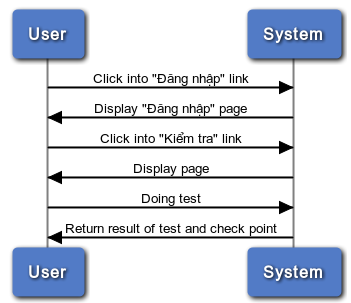 User
System
Click into "Đăng nhập" link
Display "Đăng nhập" page
Click into "Kiểm tra" link
Display page
Doing test
Return result of test and check point
User
System